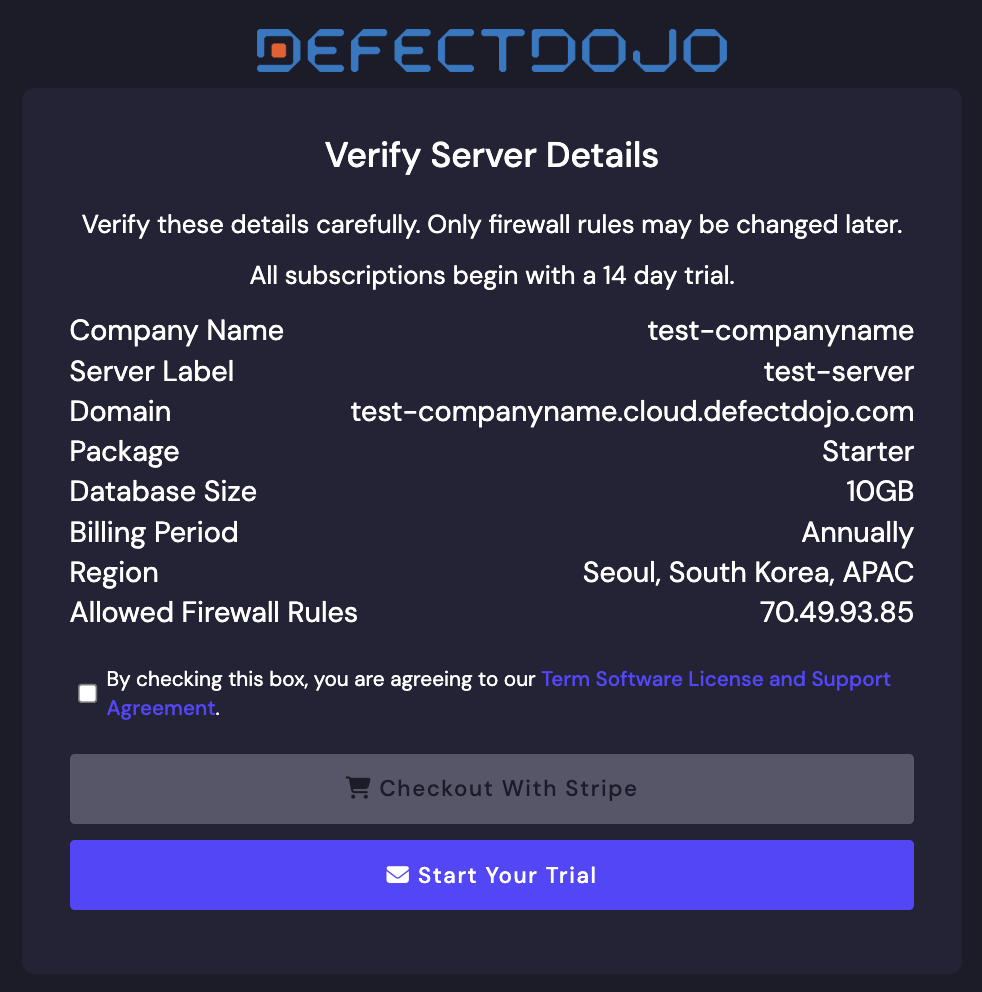 DEFECTDOJO
Verify Server Details
Verify these details carefully. Only firewall rules may be changed later.
All subscriptions begin with a 14 day trial.
Company Name test-companyname
Server Label test-server
Domain test-companyname.cloud.defectdojo.com
Package Starter
Database Size 10GB
Billing Period Annually
Region Seoul, South Korea, APAC
Allowed Firewall Rules 70.49.93.85
By checking this box, you are agreeing to our Term Software License and Support
Agreement.
Checkout With Stripe
Start Your Trial